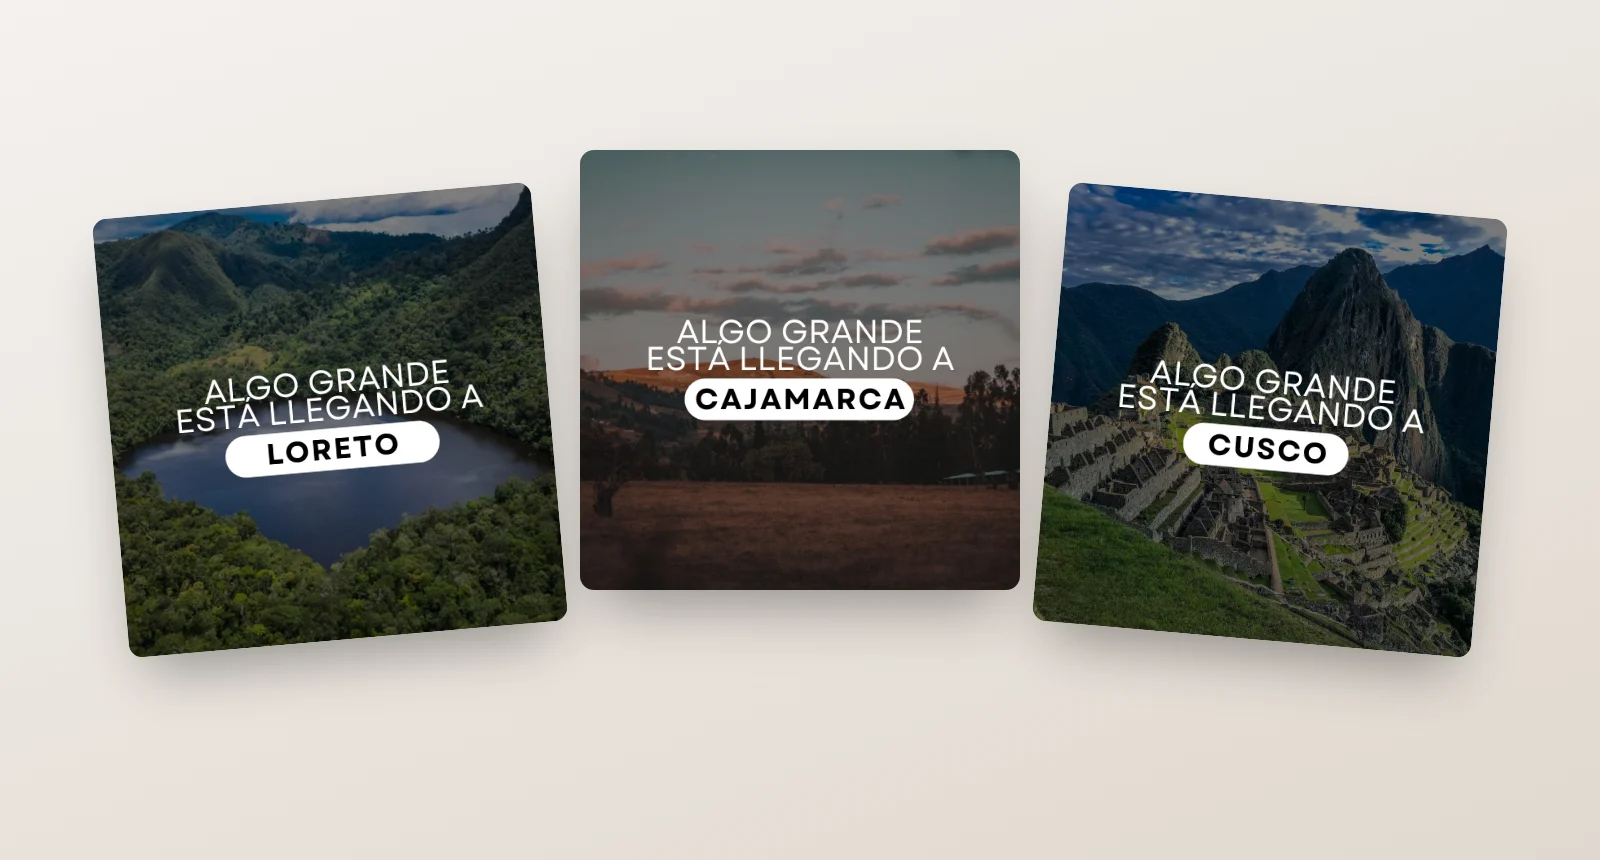 ALGO GRANDE
ESTÁ LLEGANDO A
LORETO
ALGO GRANDE
ESTÁ LLEGANDO A
CAJAMARCA
ALGO GRANDE
ESTÁ LLEGANDO A
CUSCO